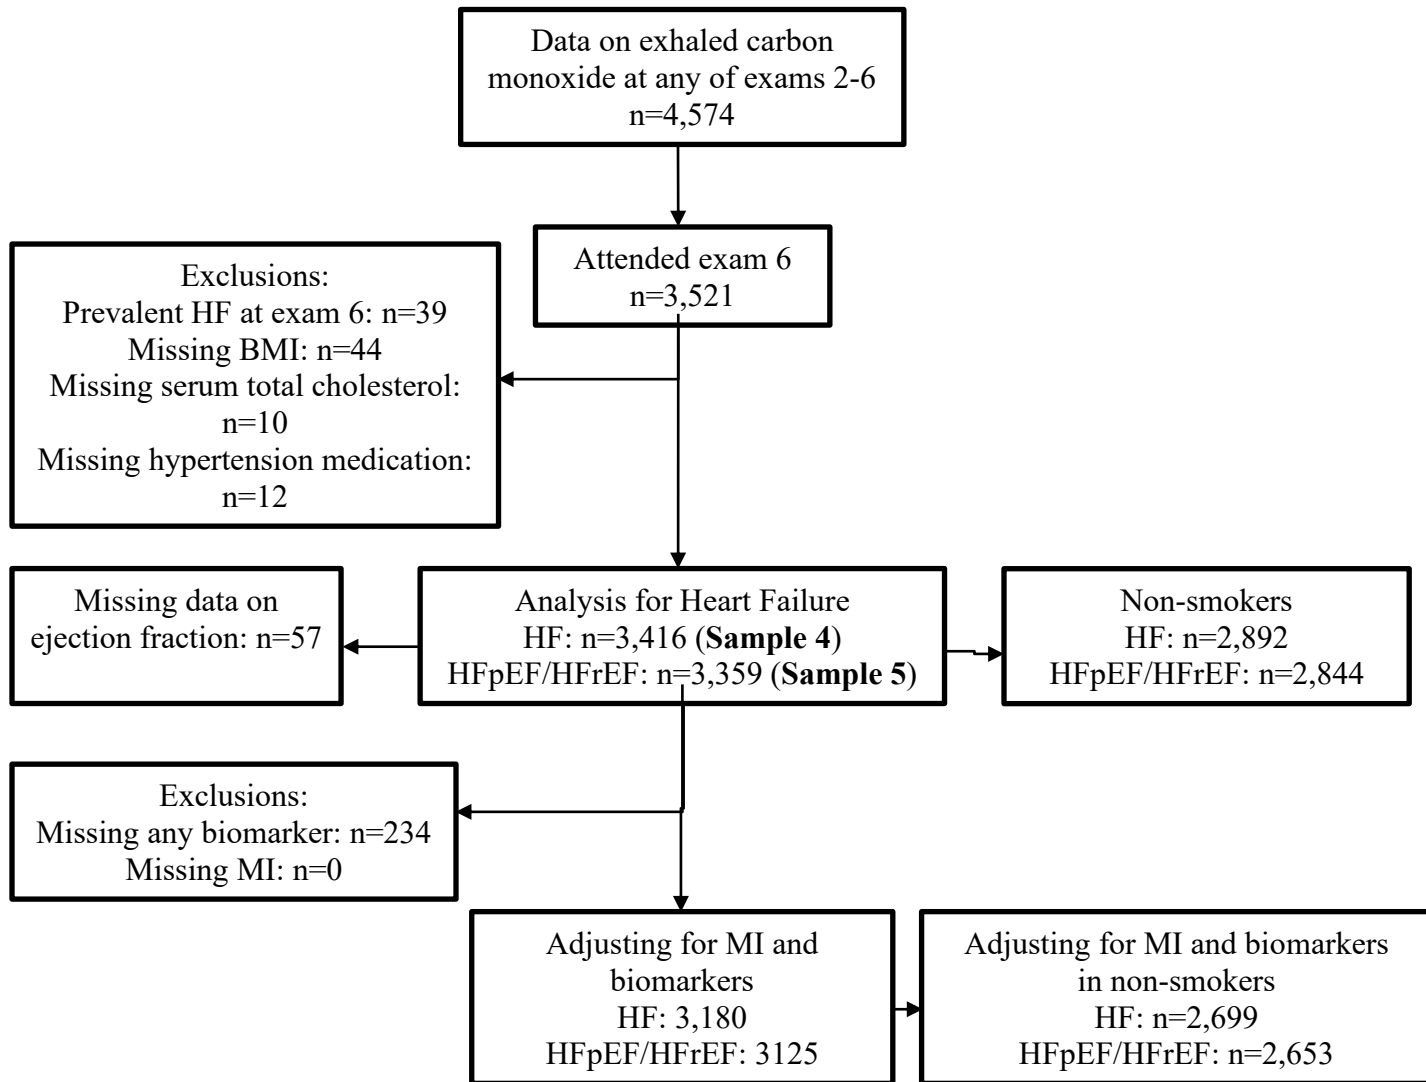 Data on exhaled carbon
monoxide at any of exams 2-6
n=4,574
Attended exam 6
n=3,521
Exclusions:
Prevalent HF at exam 6: n=39
Missing BMI: n=44
Missing serum total cholesterol:
n=10
Missing hypertension medication:
n=12
Missing data on
ejection fraction: n=57
Analysis for Heart Failure
HF: n=3,416 (Sample 4)
HFpEF/HFrEF: n=3,359 (Sample 5)
Non-smokers
HF: n=2,892
HFpEF/HFrEF: n=2,844
Exclusions:
Missing any biomarker: n=234
Missing MI: n=0
Adjusting for MI and
biomarkers
HF: 3,180
HFpEF/HFrEF: 3125
Adjusting for MI and biomarkers
in non-smokers
HF: n=2,699
HFpEF/HFrEF: n=2,653